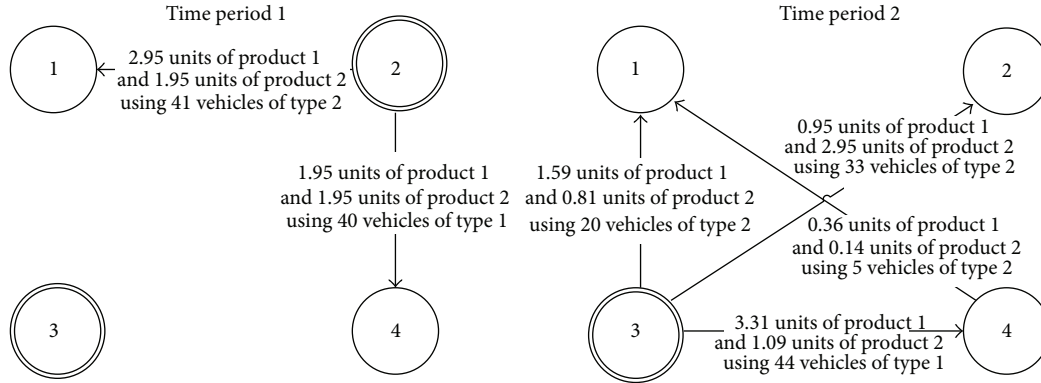 Time period 1
1
2.95 units of product 1
and 1.95 units of product 2
using 41 vehicles of type 2
2
1.95 units of product 1
and 1.95 units of product 2
using 40 vehicles of type 1
3
4
Time period 2
1
2
0.95 units of product 1
and 2.95 units of product 2
using 33 vehicles of type 2
1.59 units of product 1
and 0.81 units of product 2
using 20 vehicles of type 2
0.36 units of product 1
and 0.14 units of product 2
using 5 vehicles of type 2
3
3.31 units of product 1
and 1.09 units of product 2
using 44 vehicles of type 1
4